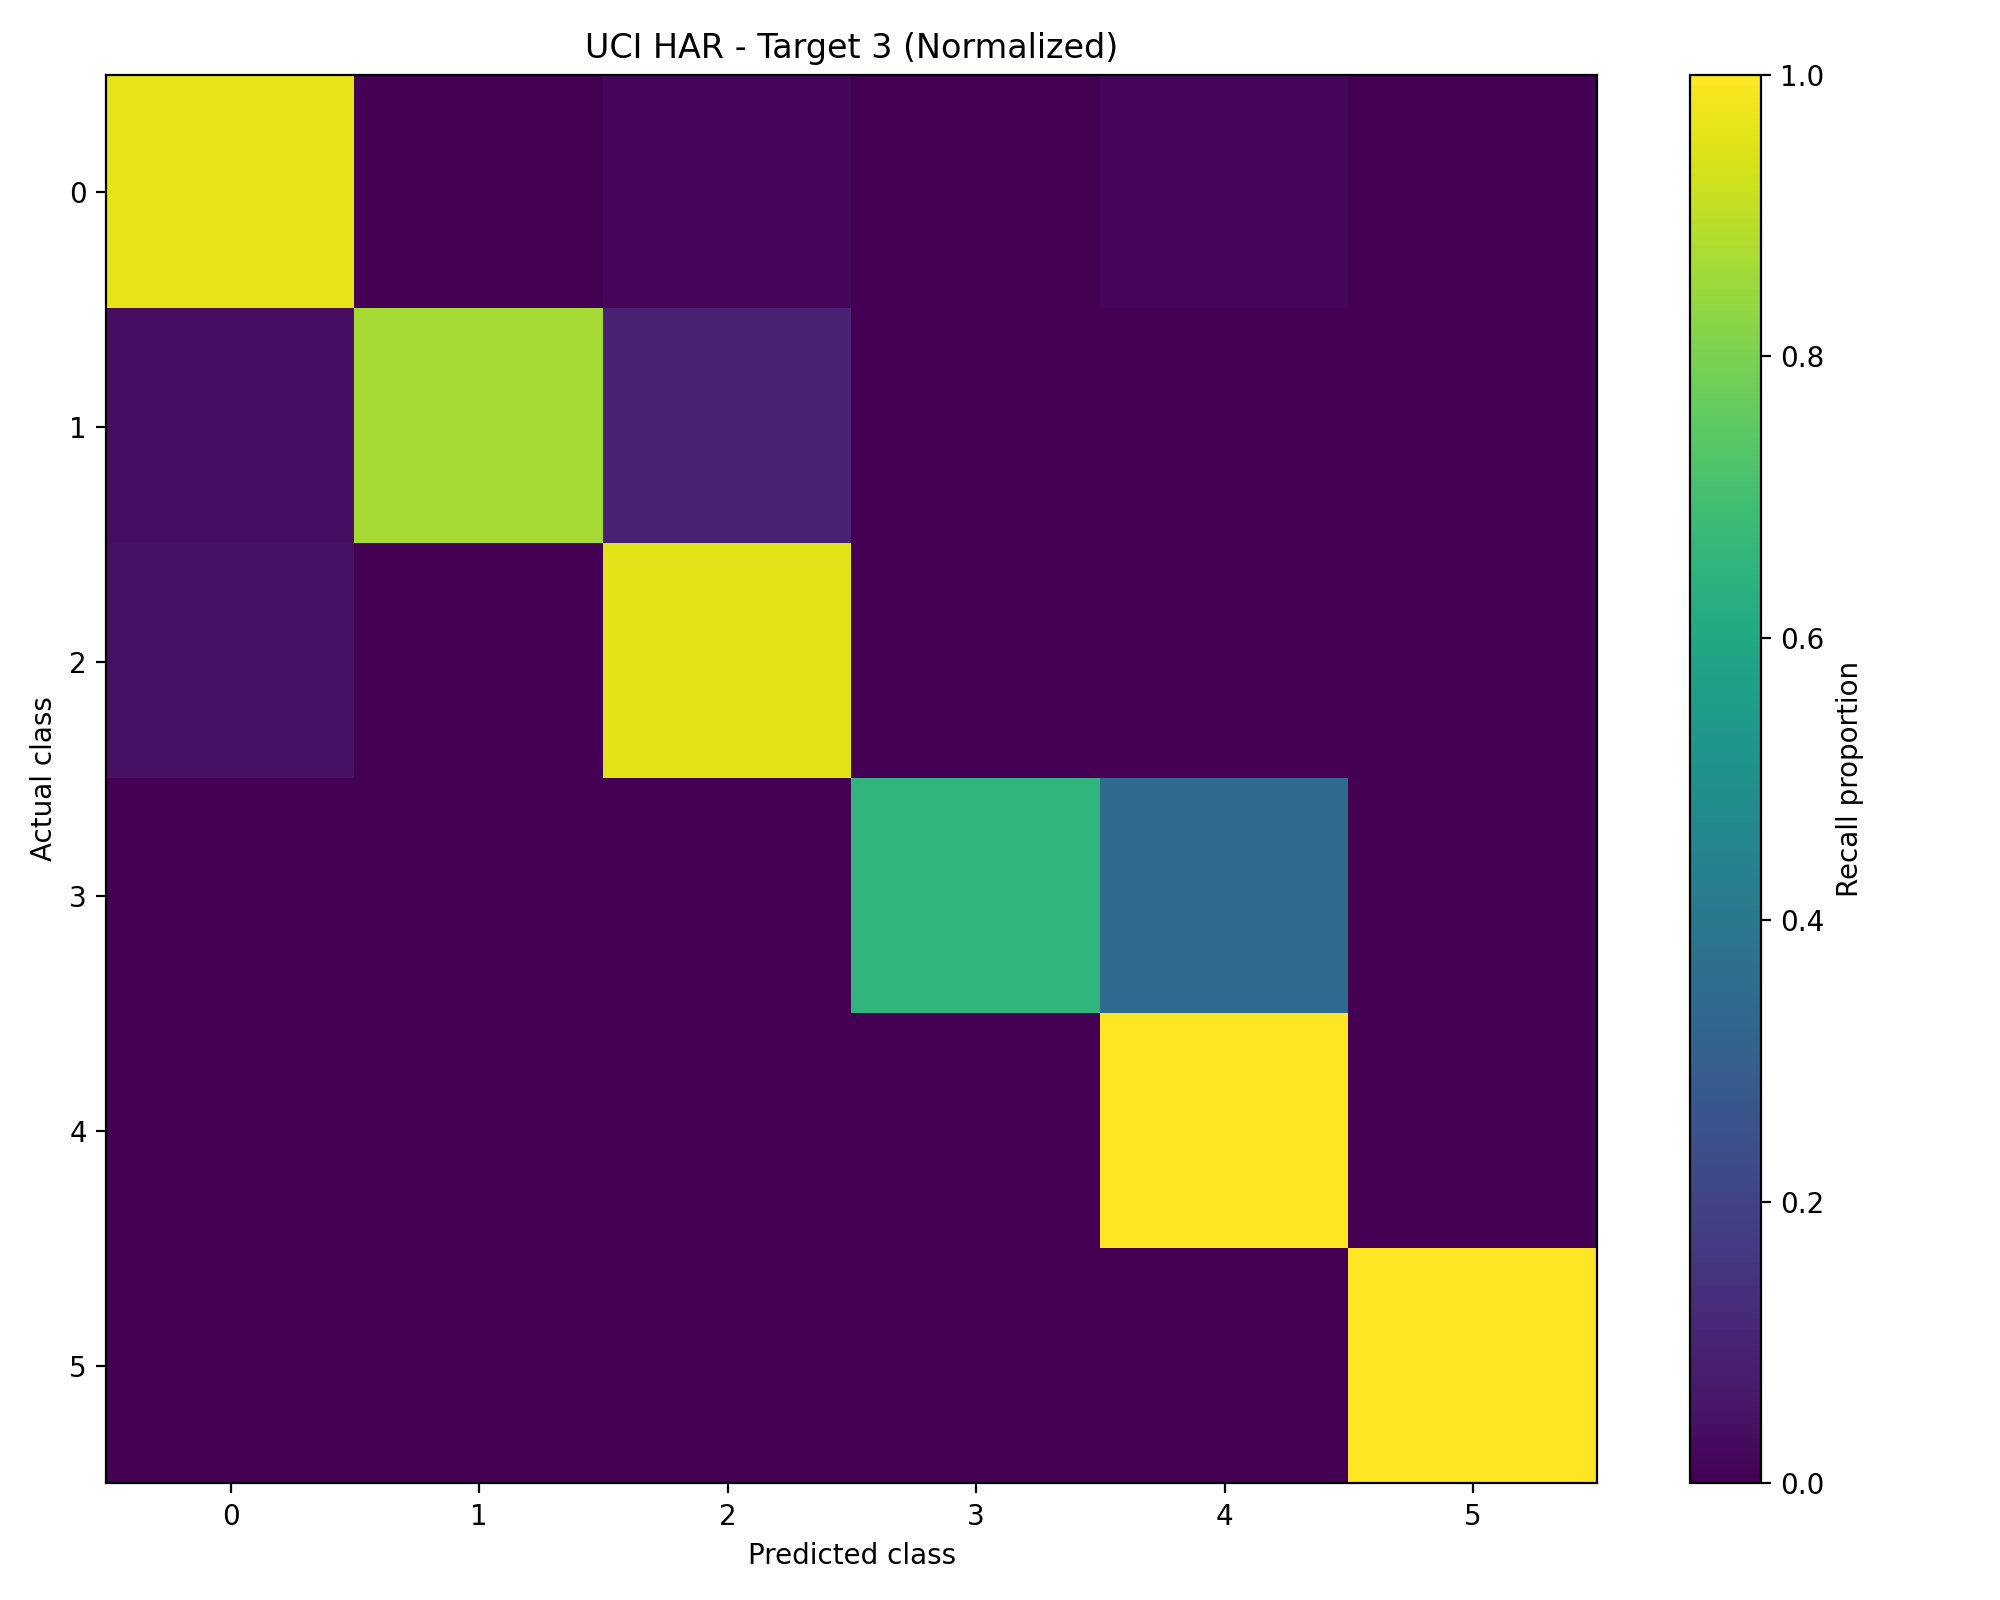 UCI HAR - Target 3 (Normalized)
Actual class
0
1
2
3
4
5
0 1 2 3 4 5
Predicted class
1.0
0.8
0.6
0.4
0.2
0.0
Recall proportion